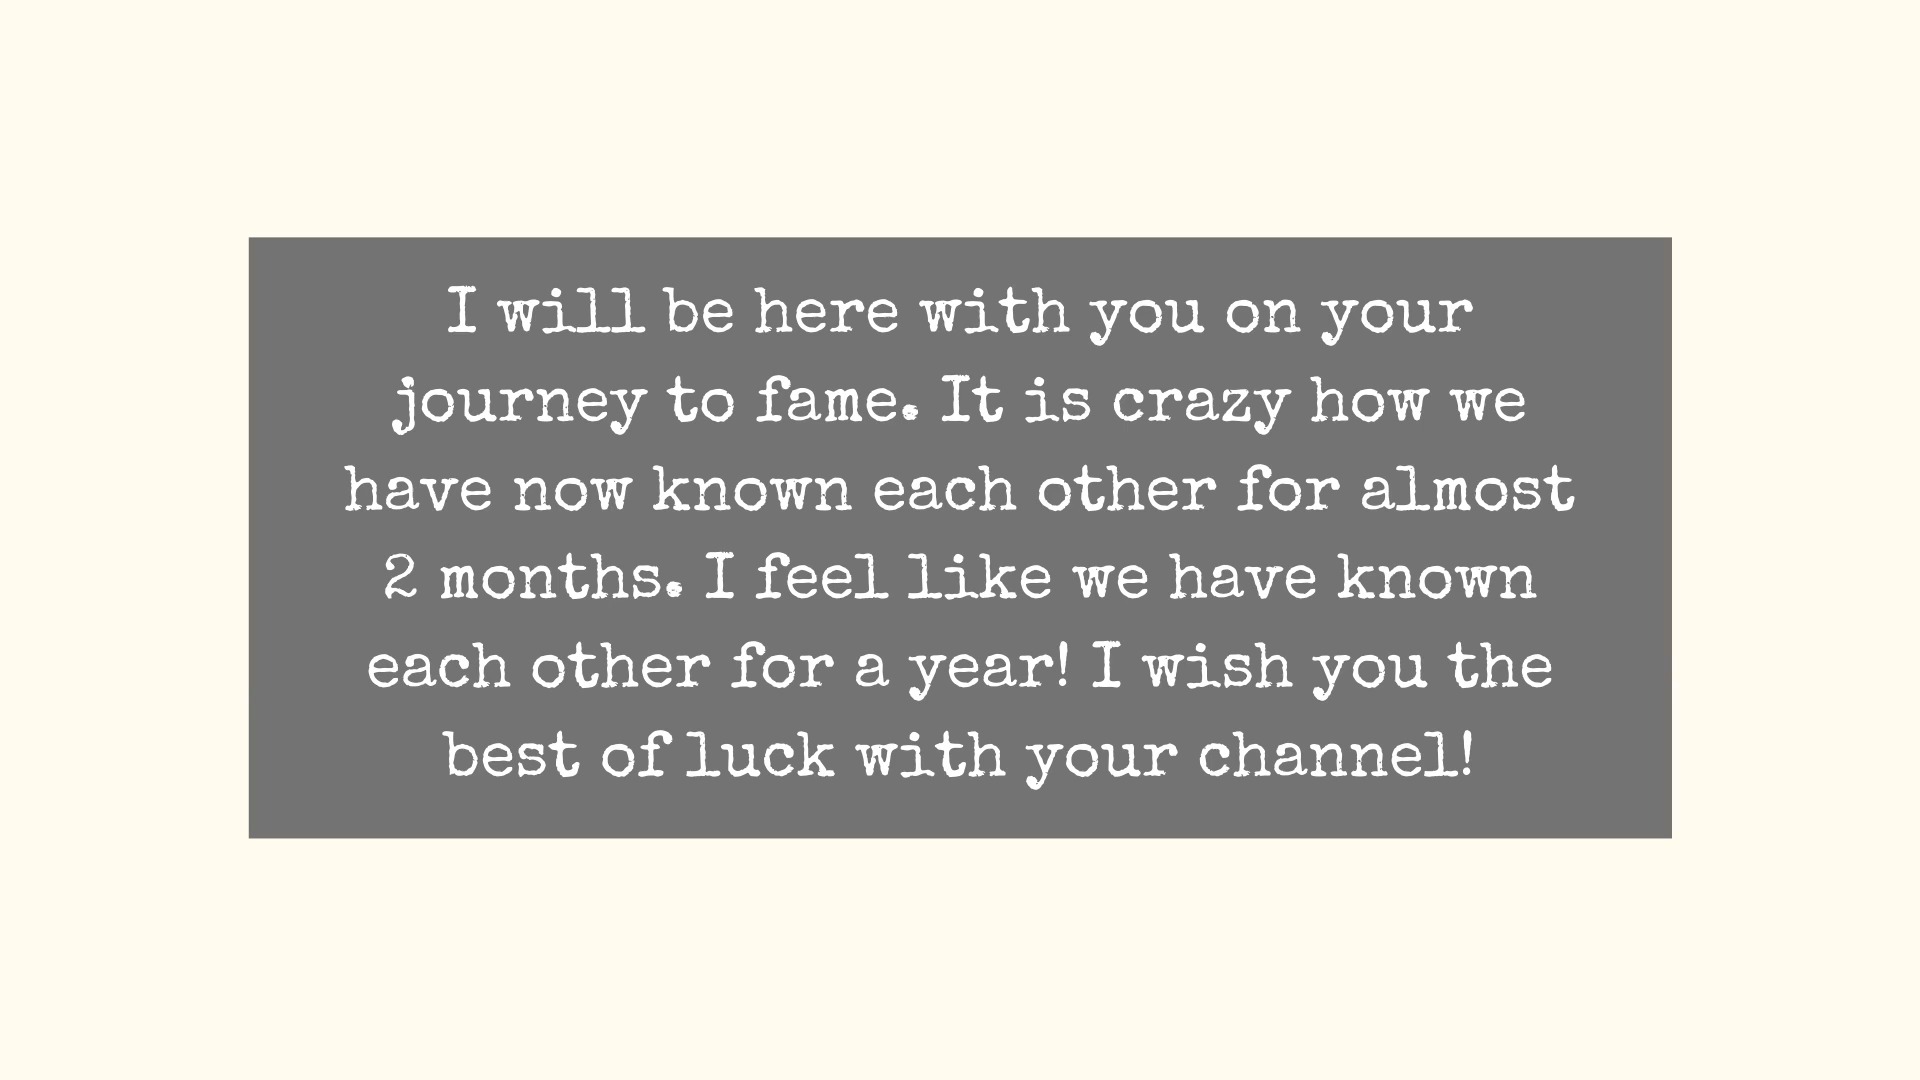 I will be here with you on your
journey to fame. It is crazy how we
have now known each other for almost
2 months. I feel like we have known
each other for a year! I wish you the
best of luck with your channel!